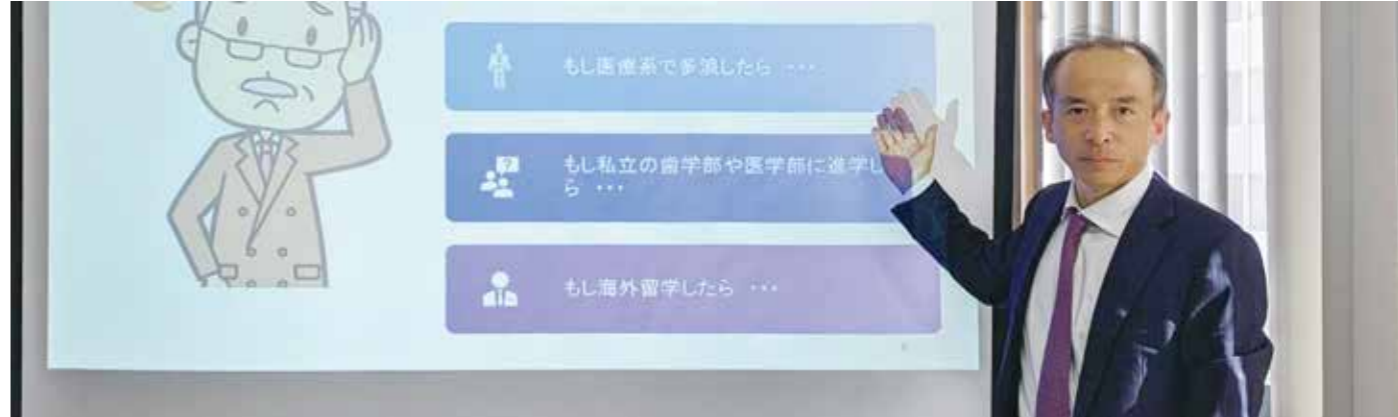 もし医療系で多浪したら ・・・
?
もし私立の歯学部や医学部に進学した
ら ・・・
もし海外留学したら ・・・